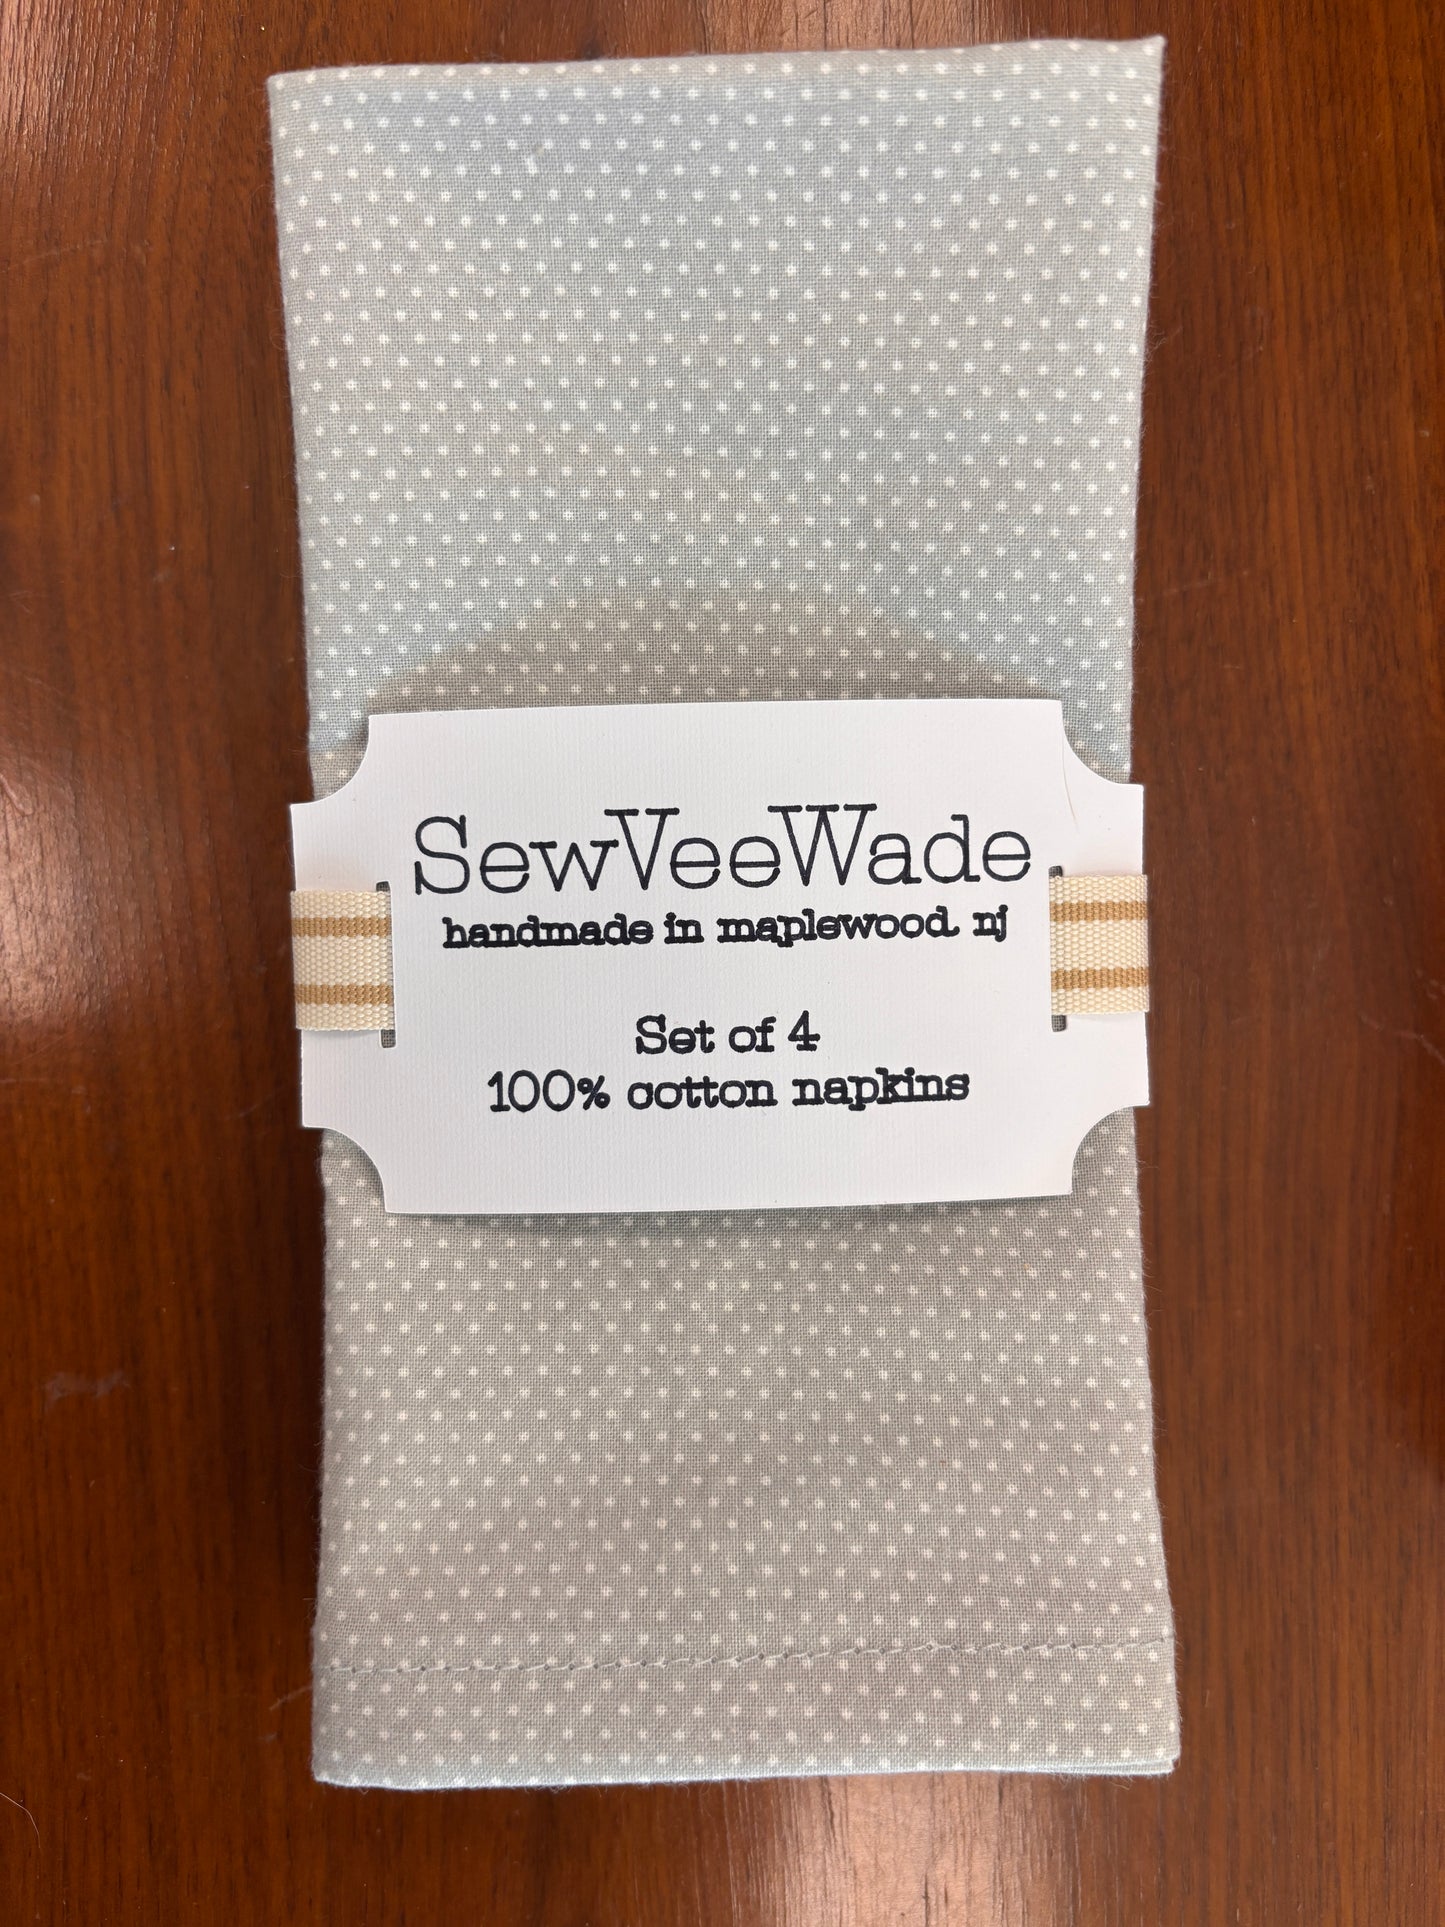 SewVeeWade
handmade in maplewood, nj
Set of 4
100% cotton napkins